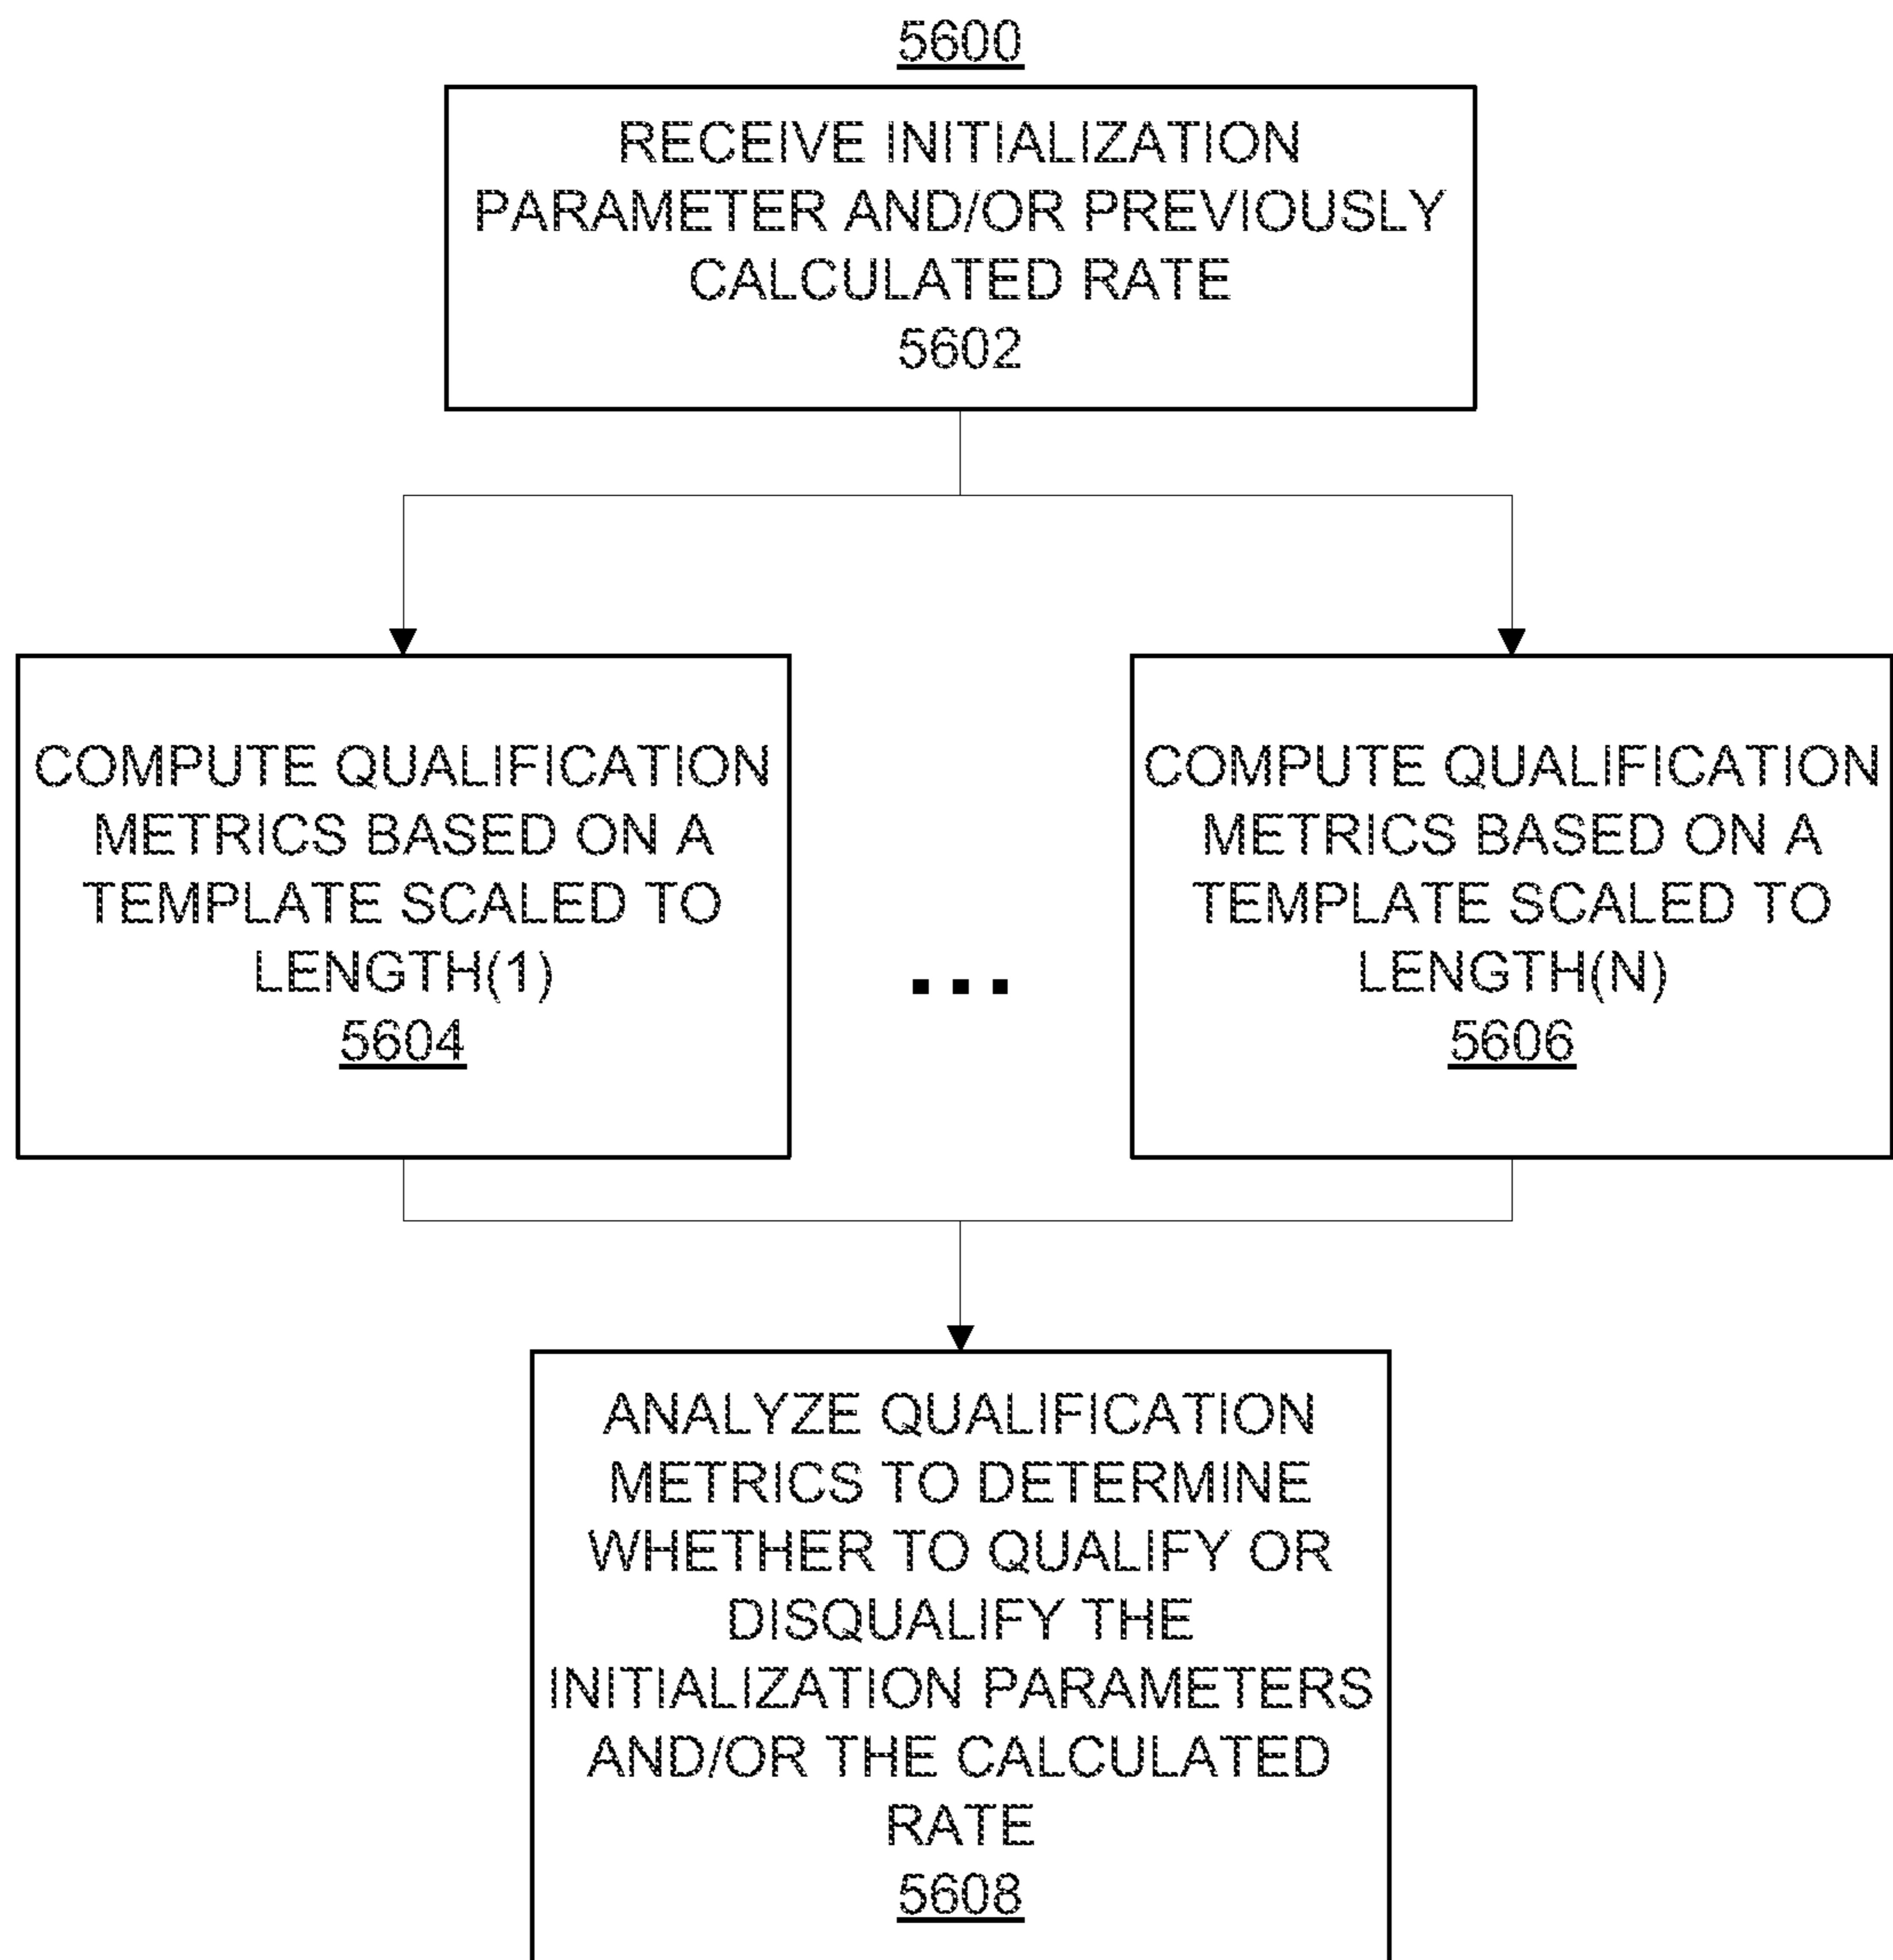 5600
RECEIVE INITIALIZATION
PARAMETER AND/OR PREVIOUSLY
CALCULATED RATE
5602
COMPUTE QUALIFICATION
METRICS BASED ON A
TEMPLATE SCALED TO
LENGTH(1)
5604
...
COMPUTE QUALIFICATION
METRICS BASED ON A
TEMPLATE SCALED TO
LENGTH(N)
5606
ANALYZE QUALIFICATION
METRICS TO DETERMINE
WHETHER TO QUALIFY OR
DISQUALIFY THE
INITIALIZATION PARAMETERS
AND/OR THE CALCULATED
RATE
5608